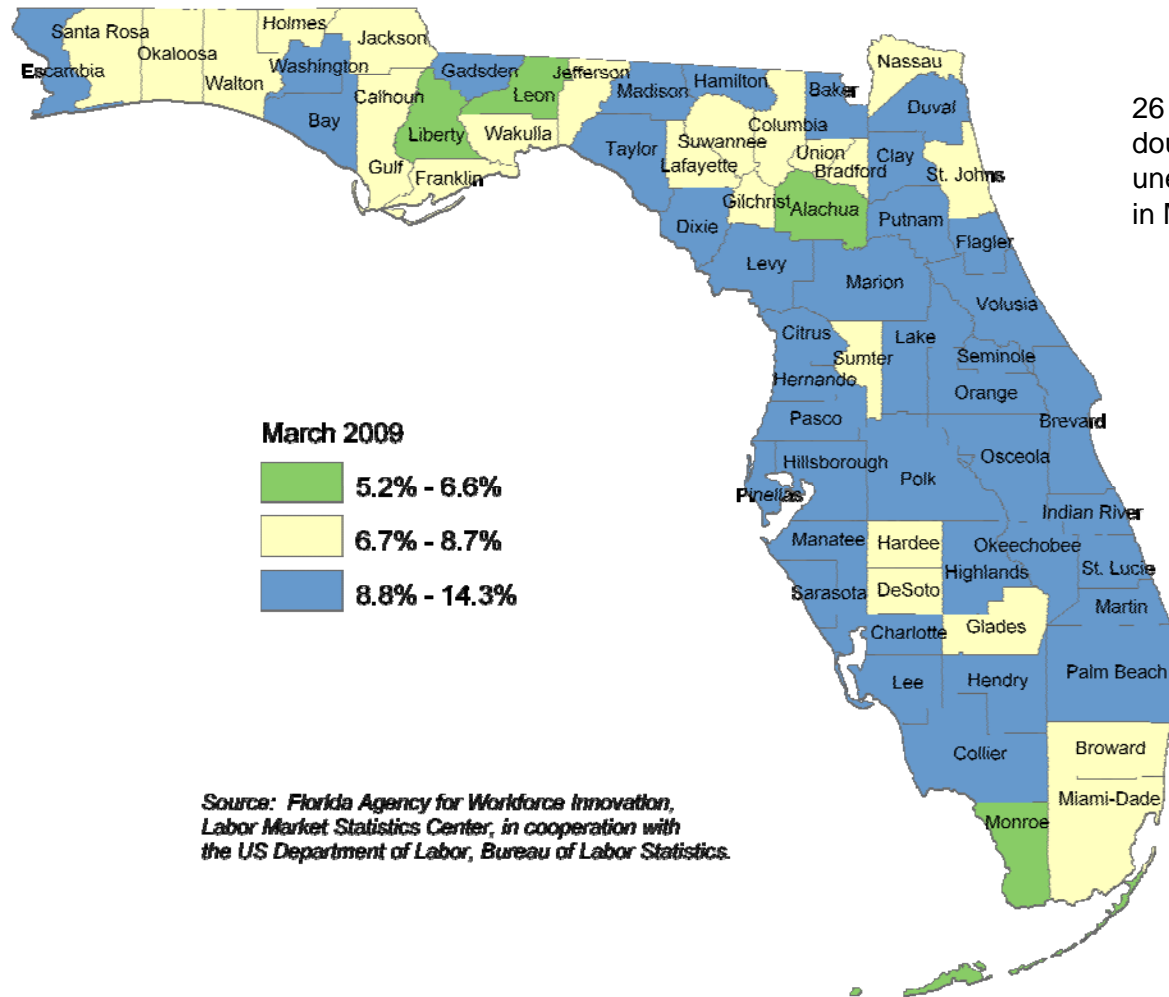 Holmes
Santa Rosa
Okaloosa
Jackson
Escambia
Walton
Washington
Calhoun
Bay
Gadsden
Jefferson
Leon
Liberty
Wakulla
Gulf
Franklin
Madison
Hamilton
Baker
Nassau
Duval
Columbia
Suwannee
Taylor
Lafayette
Union
Bradford
Clay
St. Johns
Gilchrist
Alachua
Dixie
Putnam
Flagler
Levy
Marion
Volusia
Citrus
Lake
Sumter
Seminole
Hernando
Orange
Pasco
Brevard
Hillsborough
Osceola
Polk
Pinellas
Indian River
Manatee
Hardee
Okeechobee
Highlands
St. Lucie
Sarasota
DeSoto
Martin
Charlotte
Glades
Lee
Hendry
Palm Beach
Collier
Broward
Miami-Dade
Monroe
26
dou
une
in M
March 2009
5.2% - 6.6%
6.7% - 8.7%
8.8% - 14.3%
Source: Florida Agency for Workforce Innovation,
Labor Market Statistics Center, in cooperation with
the US Department of Labor, Bureau of Labor Statistics.